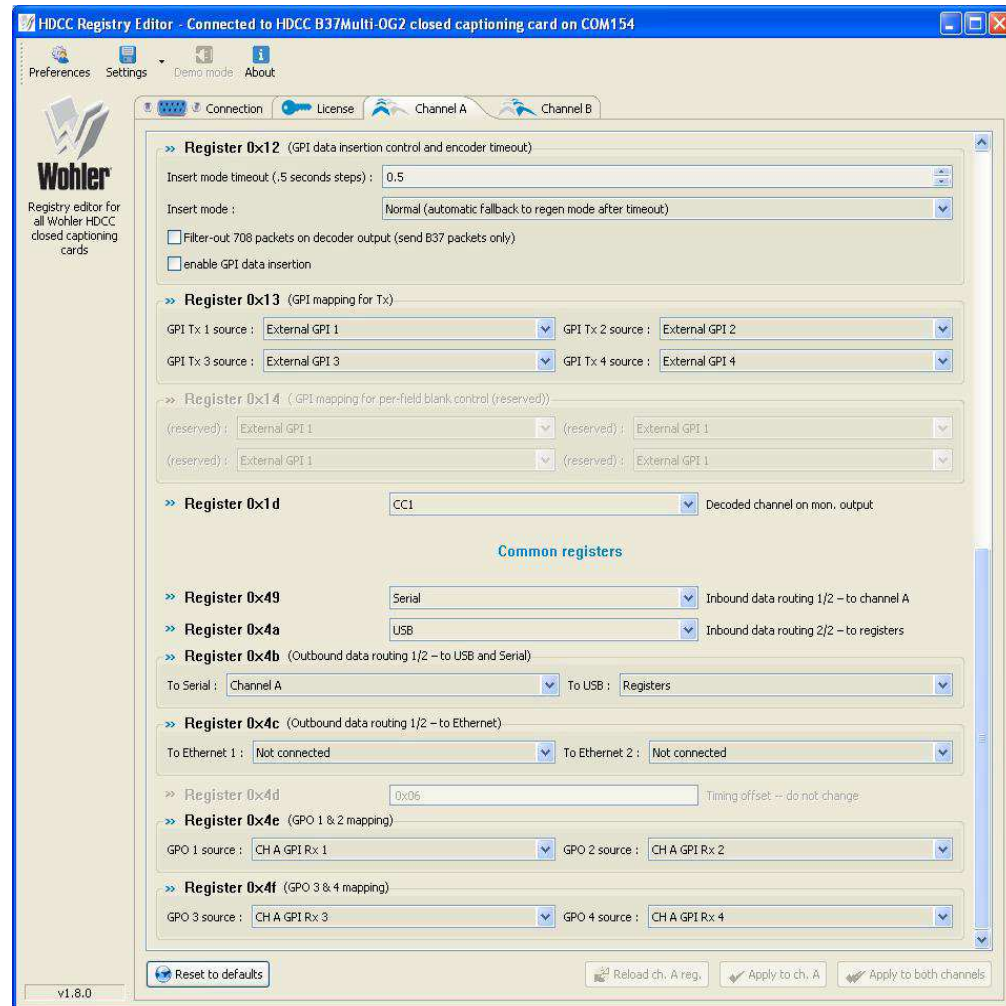 HDCC Registry Editor - Connected to HDCC B37Multi-OG2 closed captioning card on COM154
Preferences Settings Demo mode About
Wohler
Registry editor for
all Wohler HDCC
closed captioning
cards
Connection License Channel A Channel B
» Register 0x12 (GPI data insertion control and encoder timeout)
Insert mode timeout (.5 seconds steps) : 0.5
Insert mode : Normal (automatic fallback to regen mode after timeout)
Filter-out 708 packets on decoder output (send B37 packets only)
enable GPI data insertion
» Register 0x13 (GPI mapping for Tx)
GPI Tx 1 source : External GPI 1 GPI Tx 2 source : External GPI 2
GPI Tx 3 source : External GPI 3 GPI Tx 4 source : External GPI 4
» Register 0x14 ( GPI mapping for per-field blank control (reserved))
(reserved) : External GPI 1 (reserved) : External GPI 1
(reserved) : External GPI 1 (reserved) : External GPI 1
» Register 0x1d CC1 Decoded channel on mon. output
Common registers
» Register 0x49 Serial Inbound data routing 1/2 – to channel A
» Register 0x4a USB Inbound data routing 2/2 – to registers
» Register 0x4b (Outbound data routing 1/2 – to USB and Serial)
To Serial : Channel A To USB : Registers
» Register 0x4c (Outbound data routing 1/2 – to Ethernet)
To Ethernet 1 : Not connected To Ethernet 2 : Not connected
» Register 0x4d 0x06 Timing offset -- do not change
» Register 0x4e (GPO 1 & 2 mapping)
GPO 1 source : CH A GPI Rx 1 GPO 2 source : CH A GPI Rx 2
» Register 0x4f (GPO 3 & 4 mapping)
GPO 3 source : CH A GPI Rx 3 GPO 4 source : CH A GPI Rx 4
Reset to defaults Reload ch. A reg. Apply to ch. A Apply to both channels
v1.8.0